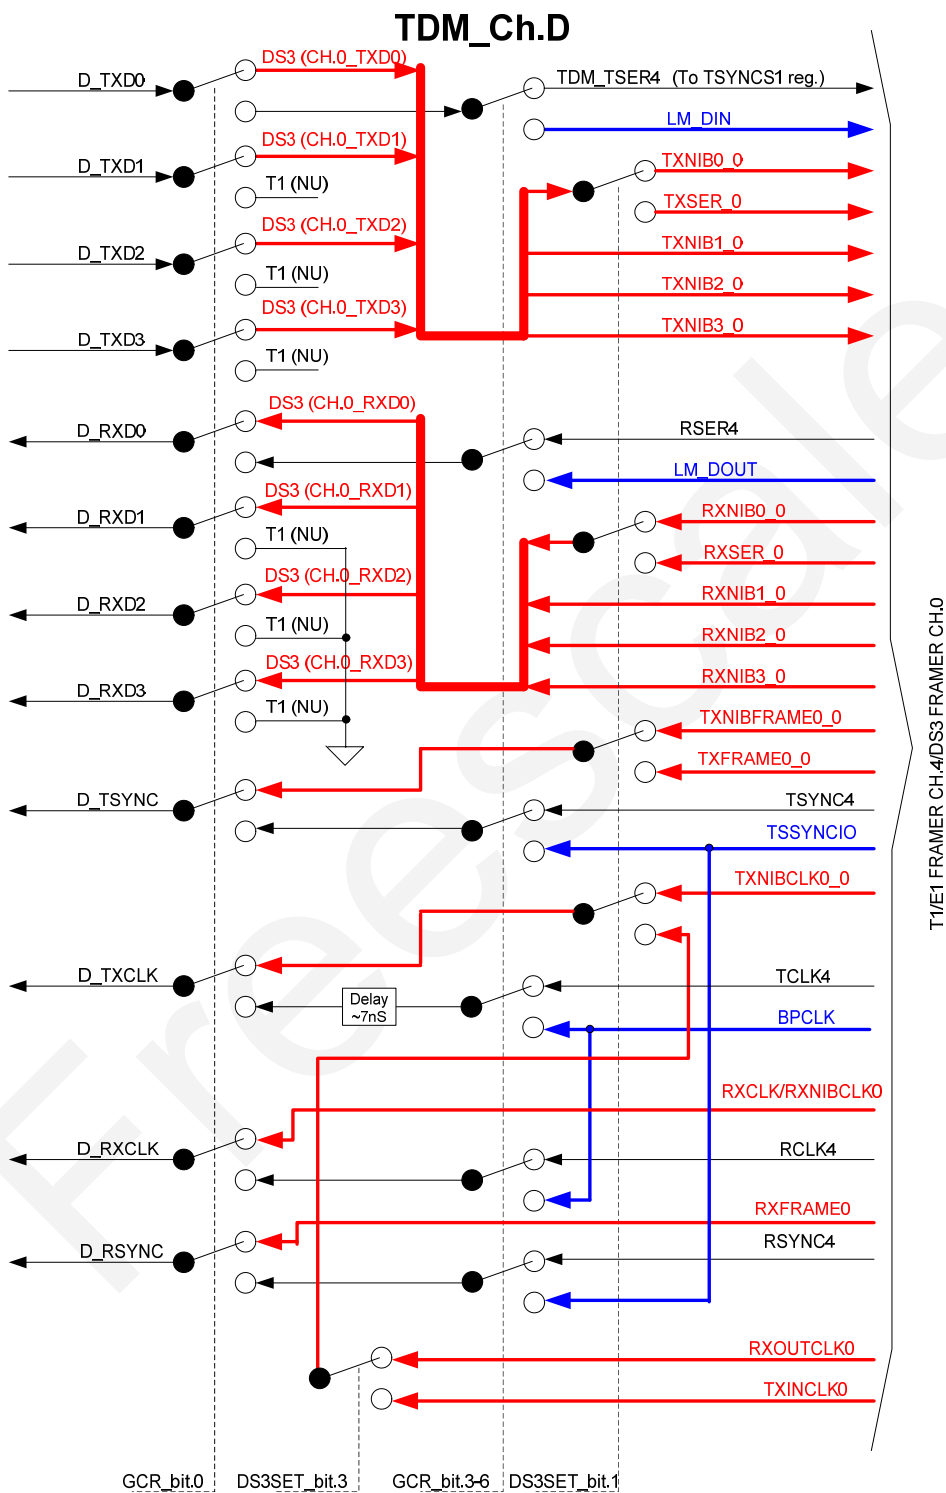 TDM_Ch.D
DS3 (CH.0_TXD0)
D_TXD0
TDM_TSER4 (To TSYNCS1 reg.)
LM_DIN
DS3 (CH.0_TXD1)
D_TXD1
TXNIB0_0
T1 (NU)
TXSER_0
DS3 (CH.0_TXD2)
D_TXD2
TXNIB1_0
T1 (NU)
TXNIB2_0
DS3 (CH.0_TXD3)
D_TXD3
TXNIB3_0
T1 (NU)
DS3 (CH.0_RXD0)
D_RXD0
RSER4
LM_DOUT
DS3 (CH.0_RXD1)
D_RXD1
RXNIB0_0
T1 (NU)
RXSER_0
DS3 (CH.0_RXD2)
D_RXD2
RXNIB1_0
T1 (NU)
RXNIB2_0
DS3 (CH.0_RXD3)
D_RXD3
RXNIB3_0
T1 (NU)
TXNIBFRAME0_0
TXFRAME0_0
D_TSYNC
TSYNC4
TSSYNCIO
TXNIBCLK0_0
D_TXCLK
TCLK4
Delay
~7nS
BPCLK
RXCLK/RXNIBCLK0
D_RXCLK
RCLK4
RXFRAME0
D_RSYNC
RSYNC4
RXOUTCLK0
TXINCLK0
GCR_bit.0
DS3SET_bit.3
GCR_bit.3-6
DS3SET_bit.1
T1/E1 FRAMER CH.4/DS3 FRAMER CH.0
Freescale